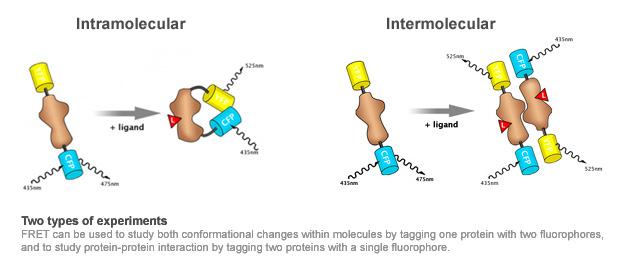 Intramolecular
Intermolecular
YFP
CFP
435nm
475nm
+ ligand
L
YFP
CFP
525nm
435nm
YFP
CFP
435nm
475nm
+ ligand
525nm
435nm
YFP
CFP
L
L
CFP
YFP
435nm
525nm
Two types of experiments
FRET can be used to study both conformational changes within molecules by tagging one protein with two fluorophores,
and to study protein-protein interaction by tagging two proteins with a single fluorophore.